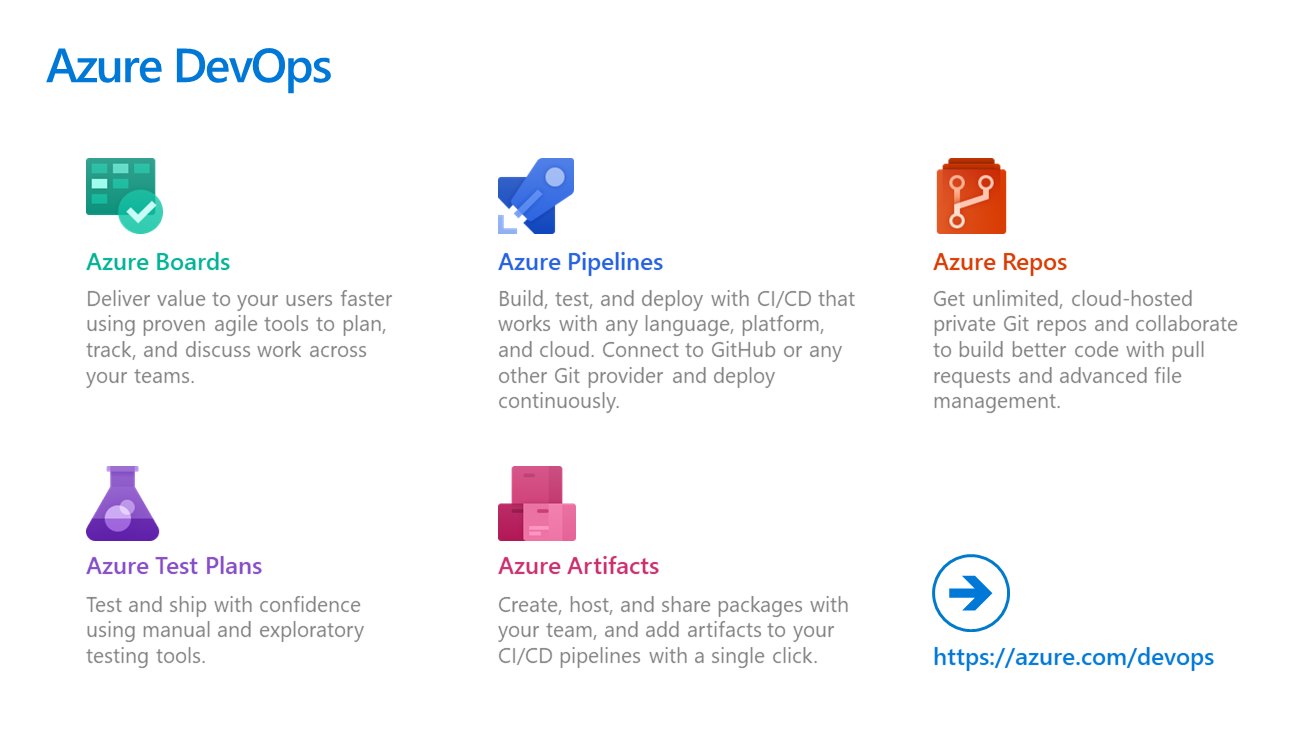 Azure DevOps
Azure Boards
Deliver value to your users faster
using proven agile tools to plan,
track, and discuss work across
your teams.
Azure Pipelines
Build, test, and deploy with CI/CD that
works with any language, platform,
and cloud. Connect to GitHub or any
other Git provider and deploy
continuously.
Azure Repos
Get unlimited, cloud-hosted
private Git repos and collaborate
to build better code with pull
requests and advanced file
management.
Azure Test Plans
Test and ship with confidence
using manual and exploratory
testing tools.
Azure Artifacts
Create, host, and share packages with
your team, and add artifacts to your
CI/CD pipelines with a single click.
https://azure.com/devops